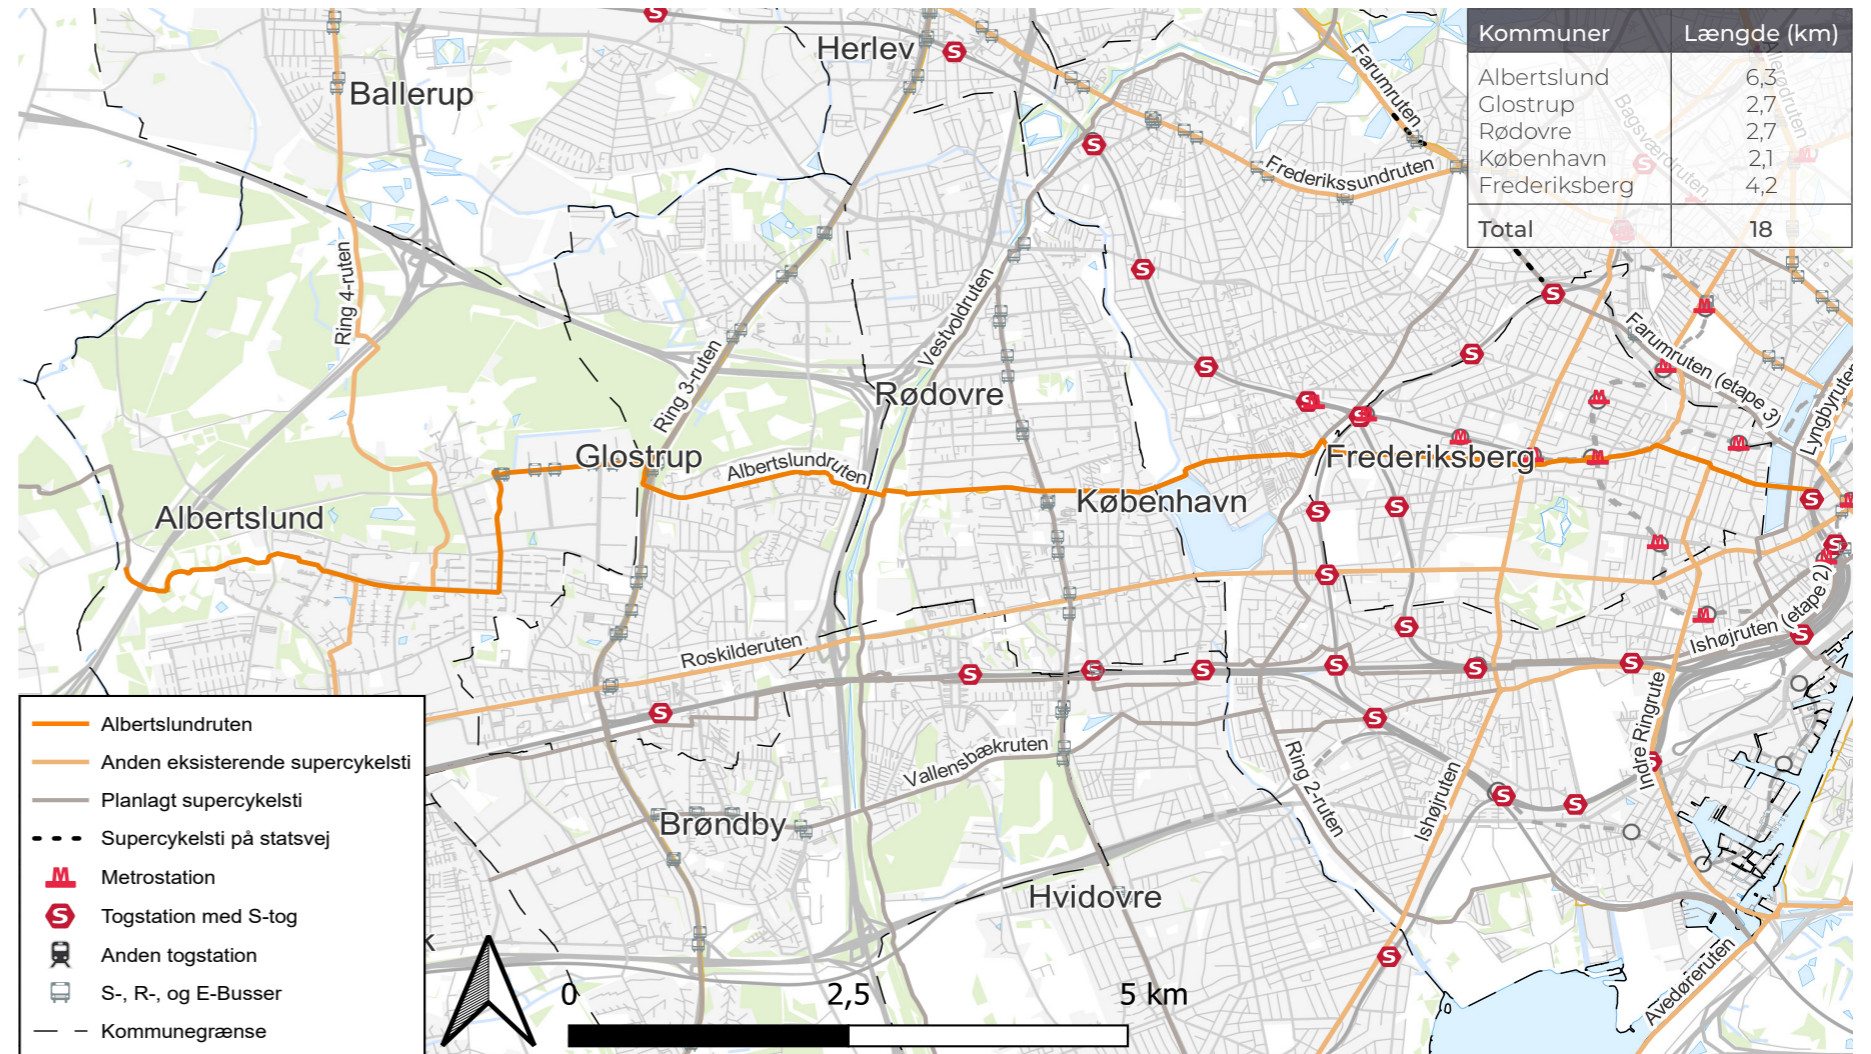 Kommuner Længde (km)
Albertslund 6,3
Glostrup 2,7
Rødovre 2,7
København 2,1
Frederiksberg 4,2
Total 18
Herlev
Ballerup
Farumruten
Bagsværdruten
Allerødruten
Frederikssundruten
Ring 4-ruten
Vestvoldruten
Ring 3-ruten
Rødovre
Farumruten (etape 3)
Lyngbyruten
Glostrup
Albertslundruten
Frederiksberg
København
Albertslund
Roskilderuten
Ishøjruten (etape 2)
Vallensbækruten
Ring 2-ruten
Ishøjruten
Indre Ringrute
Brøndby
Hvidovre
Avedøreruten
Albertslundruten
Anden eksisterende supercykelsti
Planlagt supercykelsti
Supercykelsti på statsvej
M Metrostation
S Togstation med S-tog
Anden togstation
S-, R-, og E-Busser
Kommunegrænse
k
0 2,5 5 km